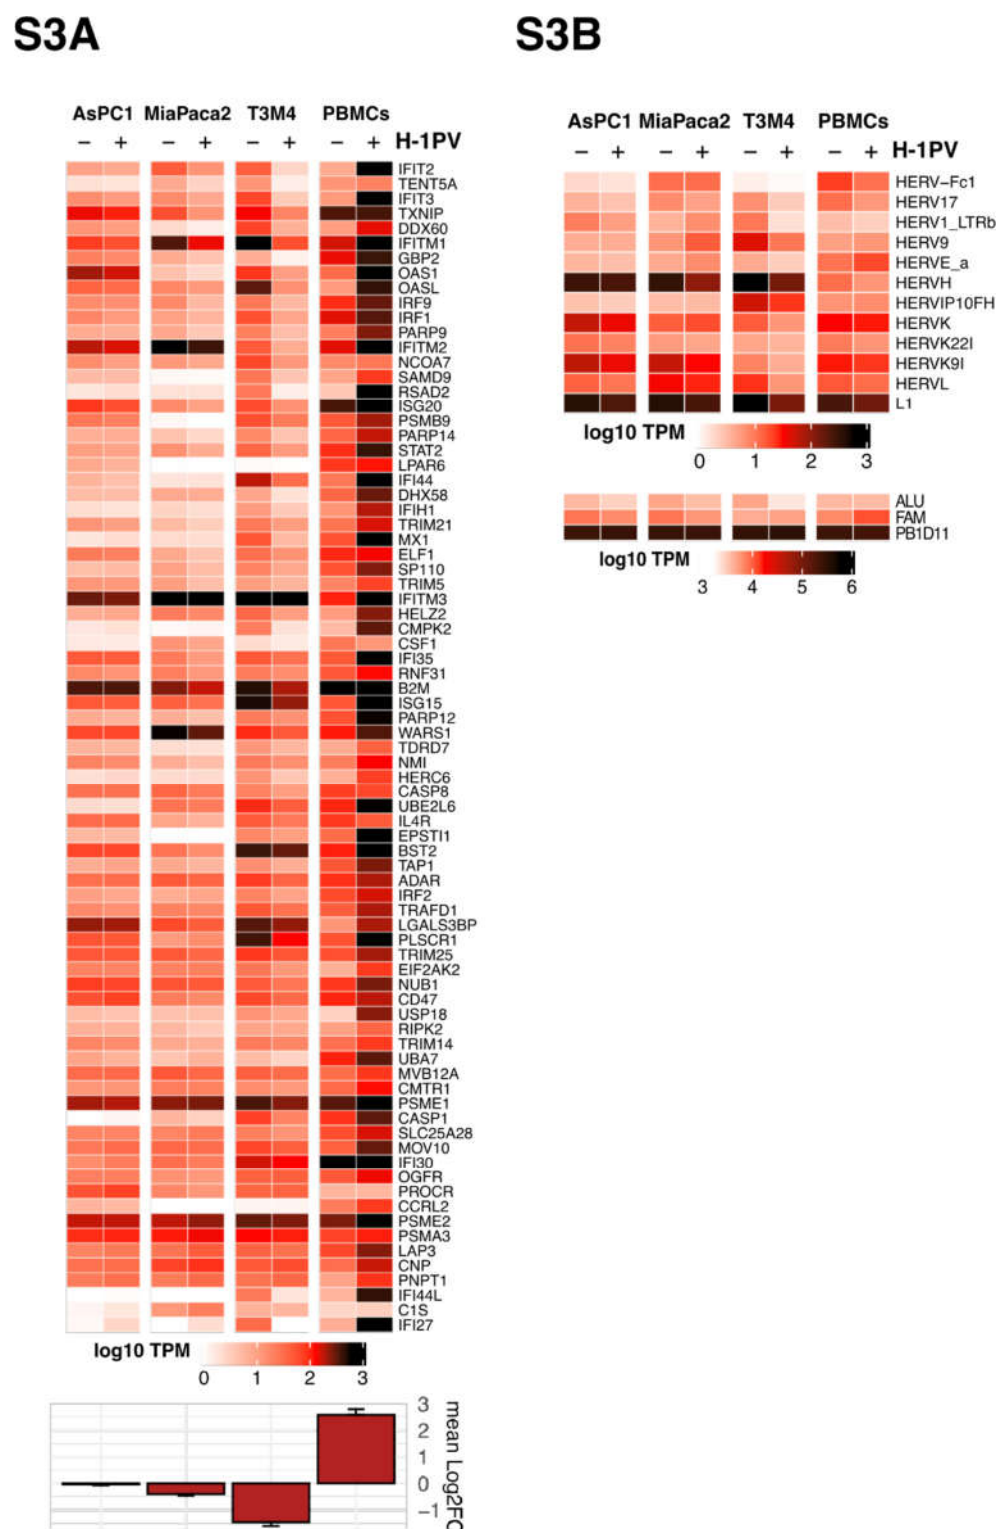 S3A
S3B
AsPC1 MiaPaca2 T3M4 PBMCs
− + − + − + − + H-1PV
IFIT2
TENT5A
IFIT3
TXNIP
DDX60
IFITM1
GBP2
OAS1
OASL
IRF9
IRF1
PARP9
IFITM2
NCOA7
SAMD9
RSAD2
ISG20
PSMB9
PARP14
STAT2
LPAR6
IFI44
DHX58
IFIH1
TRIM21
MX1
ELF1
SP110
TRIM5
IFITM3
HELZ2
CMPK2
CSF1
IFI35
RNF31
B2M
ISG15
PARP12
WARS1
TDRD7
NMI
HERC6
CASP8
UBE2L6
IL4R
EPSTI1
BST2
TAP1
ADAR
IRF2
TRAFD1
LGALS3BP
PLSCR1
TRIM25
EIF2AK2
NUB1
CD47
USP18
RIPK2
TRIM14
UBA7
MVB12A
CMTR1
PSME1
CASP1
SLC25A28
MOV10
IFI30
OGFR
PROCR
CCRL2
PSME2
PSMA3
LAP3
CNP
PNPT1
IFI44L
C1S
IFI27
log10 TPM
0 1 2 3
3
2
1
0
−1
mean Log2FC
AsPC1 MiaPaca2 T3M4 PBMCs
− + − + − + − + H-1PV
HERV−Fc1
HERV17
HERV1_LTRb
HERV9
HERVE_a
HERVH
HERVIP10FH
HERVK
HERVK22I
HERVK9I
HERVL
L1
log10 TPM
0 1 2 3
ALU
FAM
PB1D11
log10 TPM
3 4 5 6